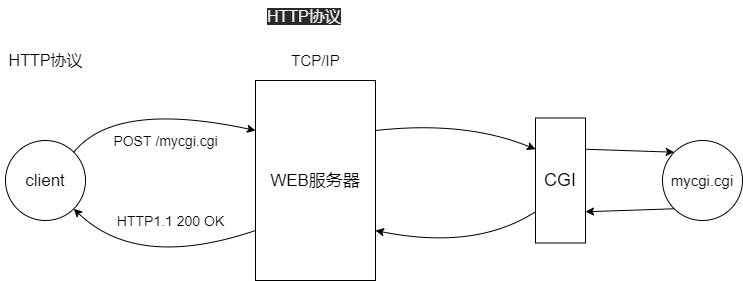 HTTP协议
HTTP协议
TCP/IP
POST /mycgi.cgi
client
WEB服务器
CGI
mycgi.cgi
HTTP1.1 200 OK